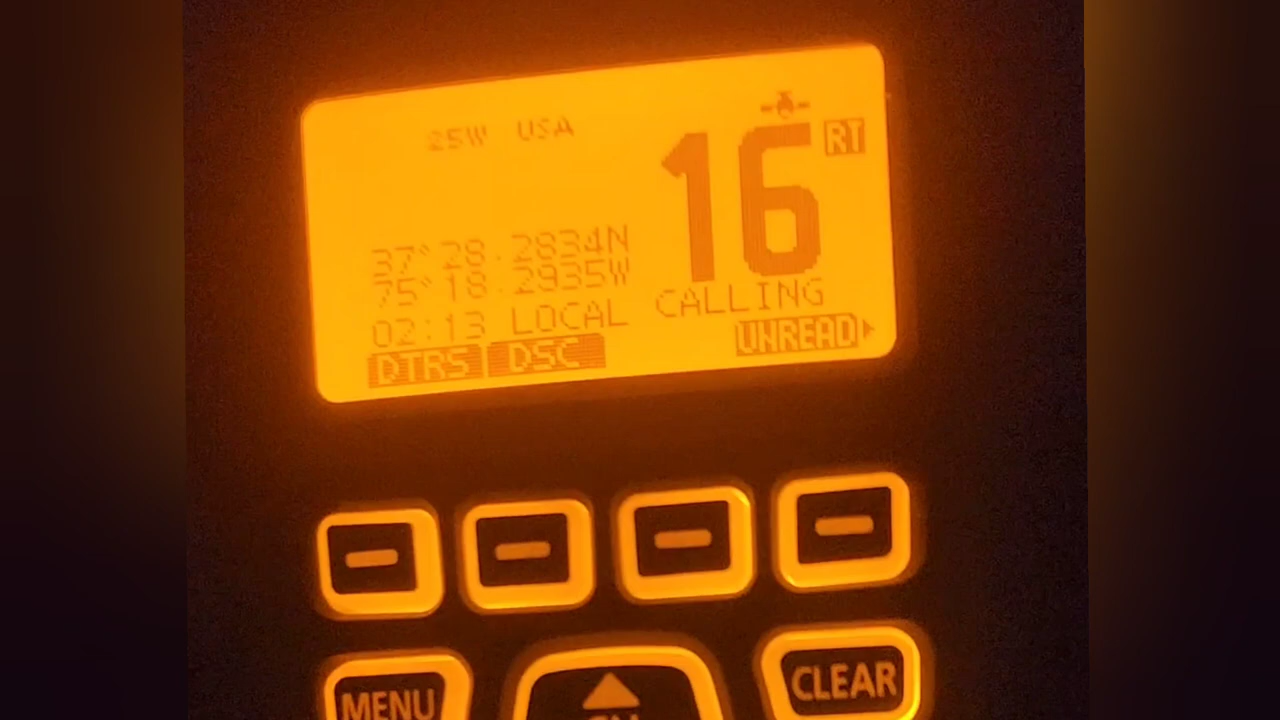 25W USA
16 RT
37°28.2834N
75°18.2935W
02:13 LOCAL
CALLING
DTRS DSC
UNREAD
MENU
CLEAR